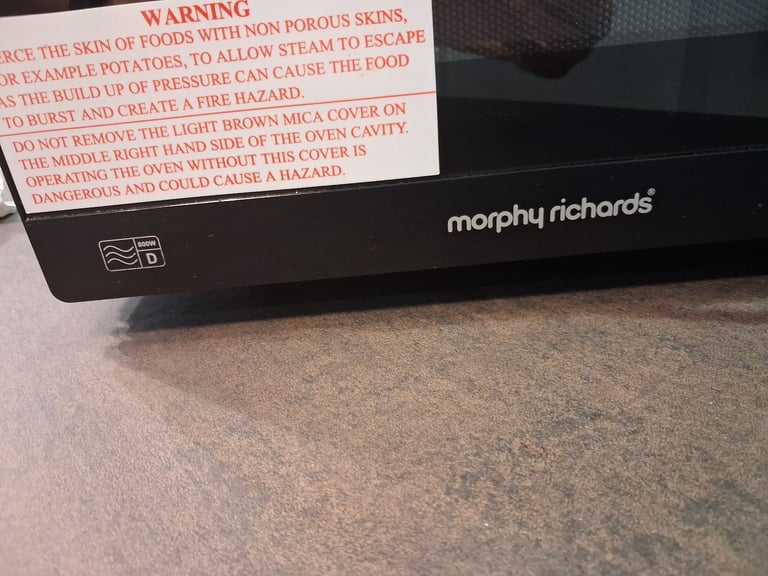 WARNING
ERCE THE SKIN OF FOODS WITH NON POROUS SKINS,
OR EXAMPLE POTATOES, TO ALLOW STEAM TO ESCAPE
AS THE BUILD UP OF PRESSURE CAN CAUSE THE FOOD
TO BURST AND CREATE A FIRE HAZARD.
DO NOT REMOVE THE LIGHT BROWN MICA COVER ON
THE MIDDLE RIGHT HAND SIDE OF THE OVEN CAVITY.
OPERATING THE OVEN WITHOUT THIS COVER IS
DANGEROUS AND COULD CAUSE A HAZARD.
morphy richards®
800W
D